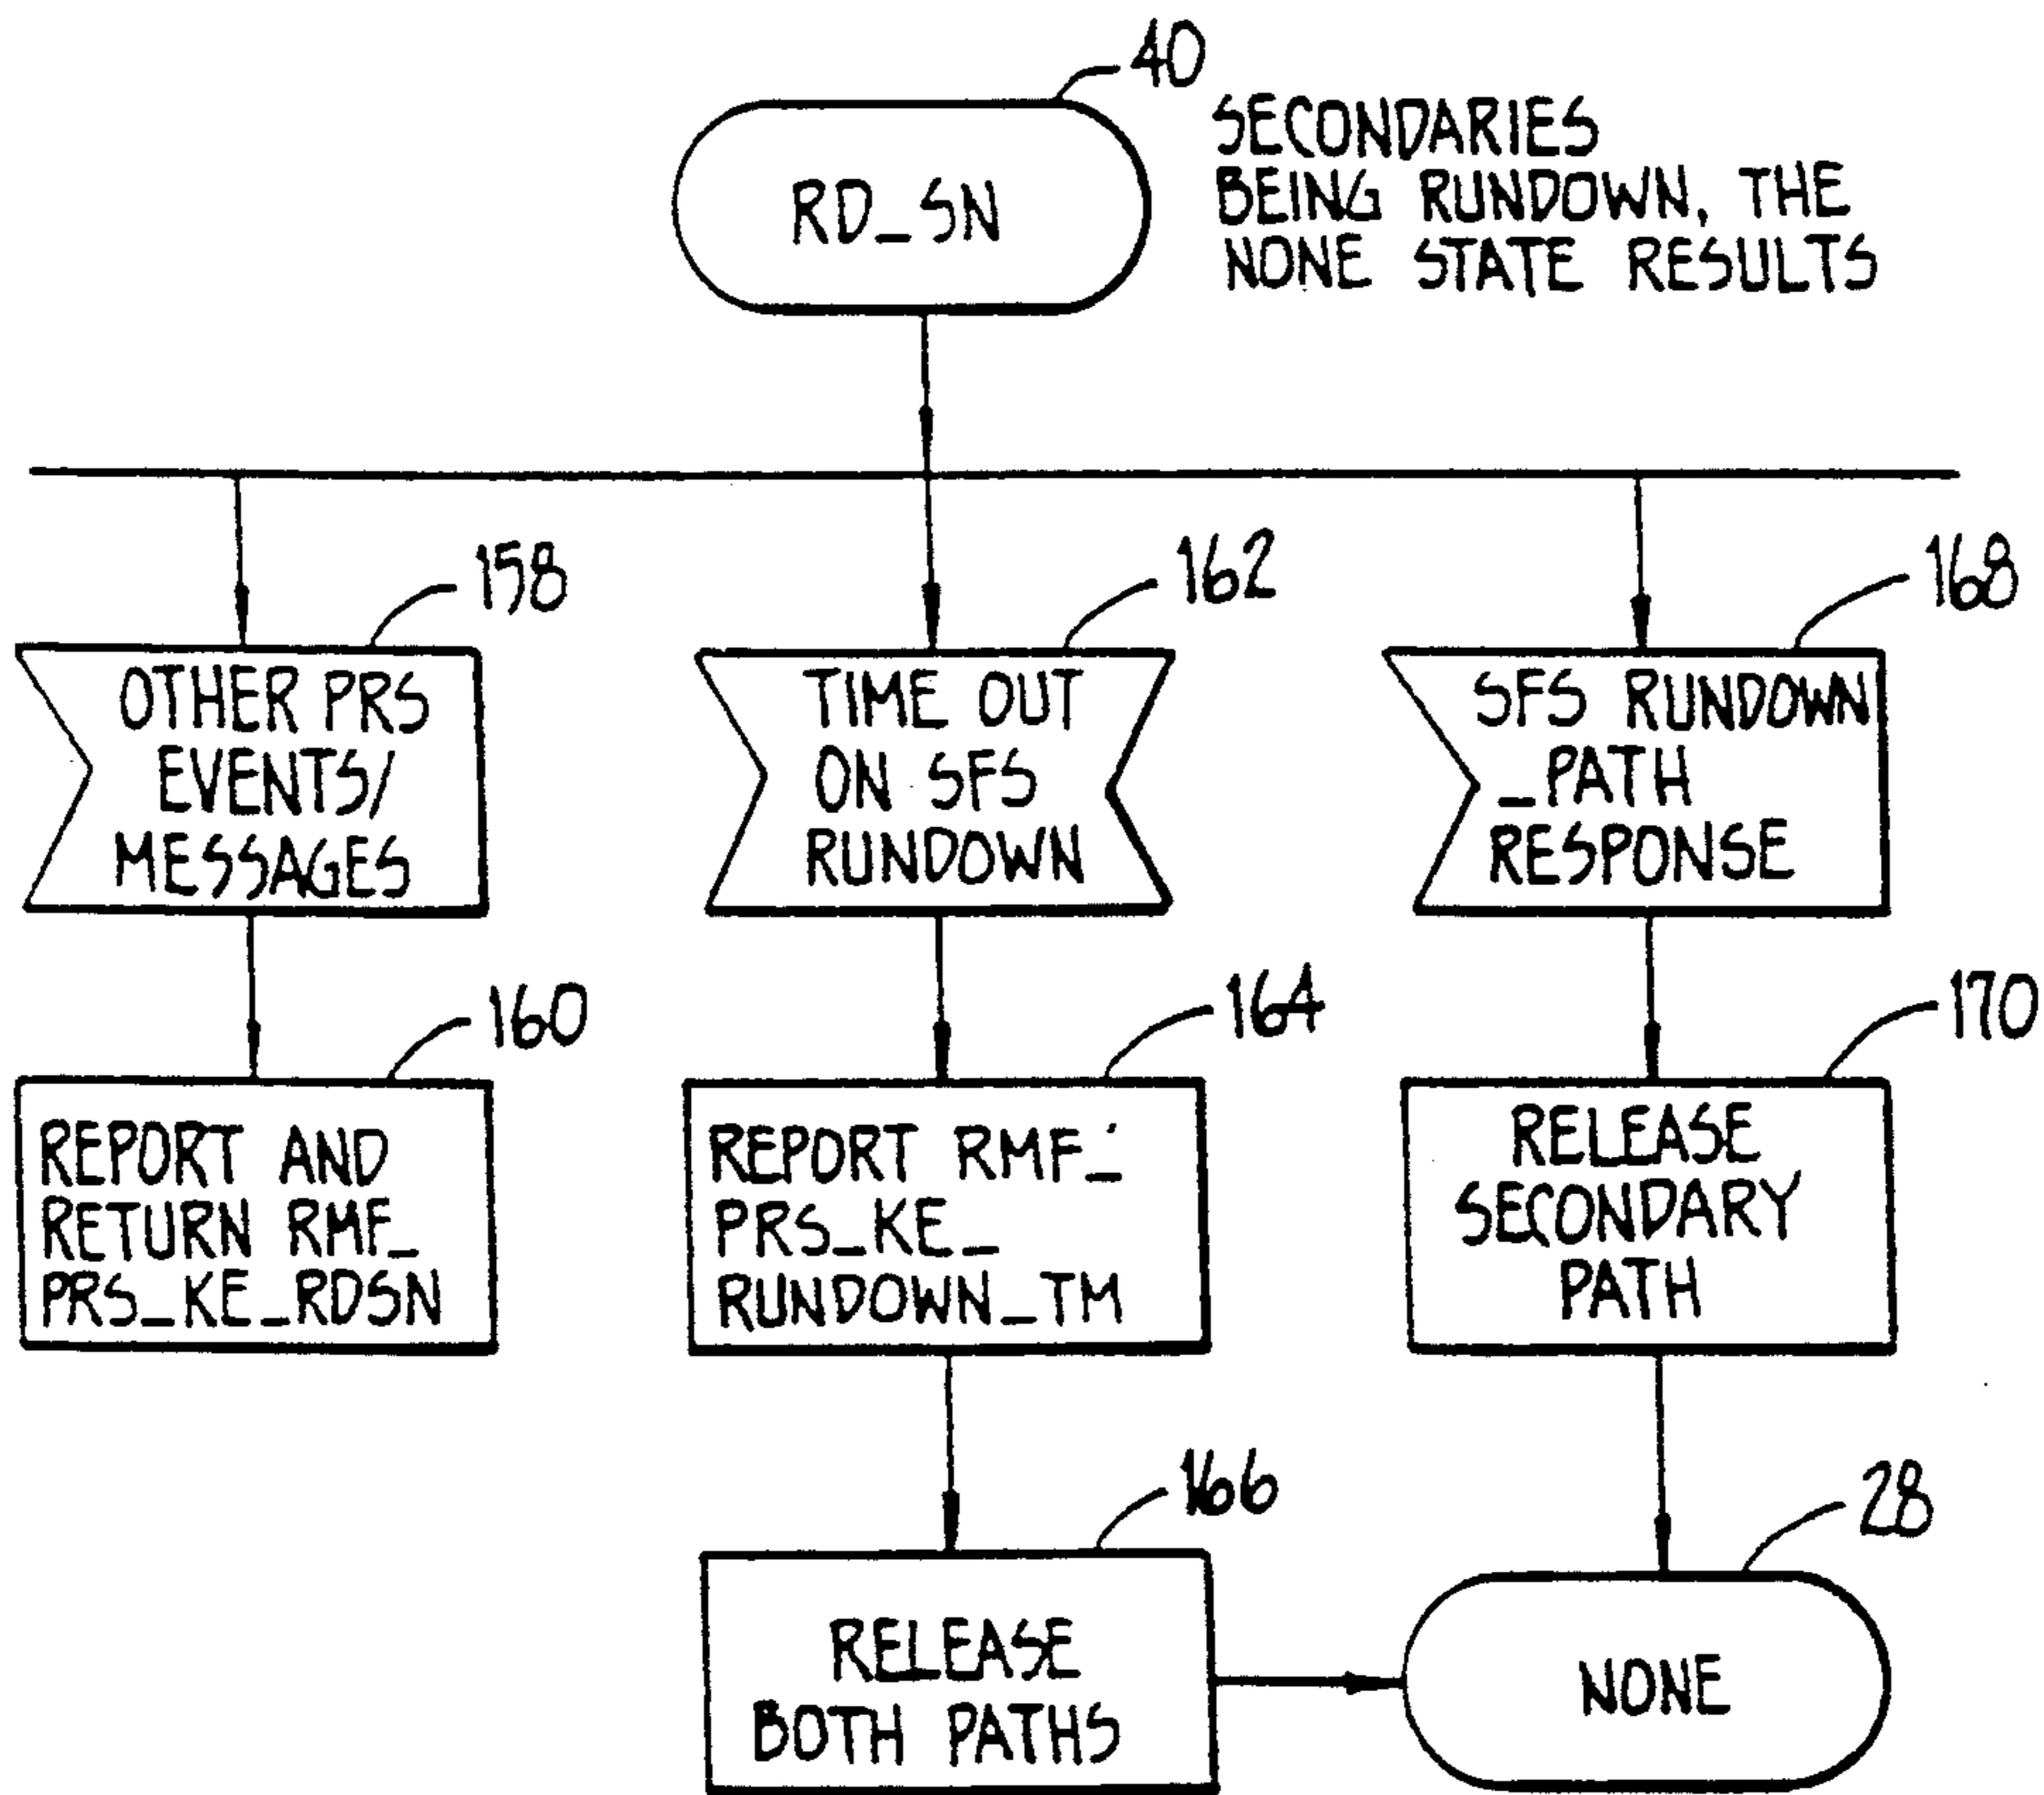 40
RD_SN
SECONDARIES
BEING RUNDOWN, THE
NONE STATE RESULTS
158
OTHER PRS
EVENTS/
MESSAGES
162
TIME OUT
ON SFS
RUNDOWN
168
SFS RUNDOWN
_PATH
RESPONSE
160
REPORT AND
RETURN RMF_
PRS_KE_RDSN
164
REPORT RMF_
PRS_KE_
RUNDOWN_TM
170
RELEASE
SECONDARY
PATH
166
RELEASE
BOTH PATHS
28
NONE